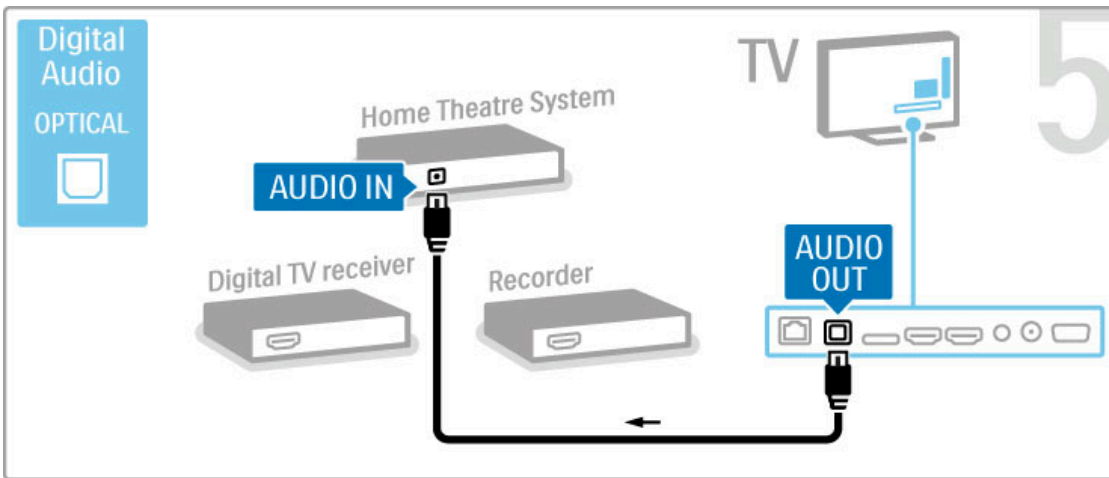 Digital
Audio
OPTICAL
TV
5
Home Theatre System
AUDIO IN
Digital TV receiver
Recorder
AUDIO
OUT